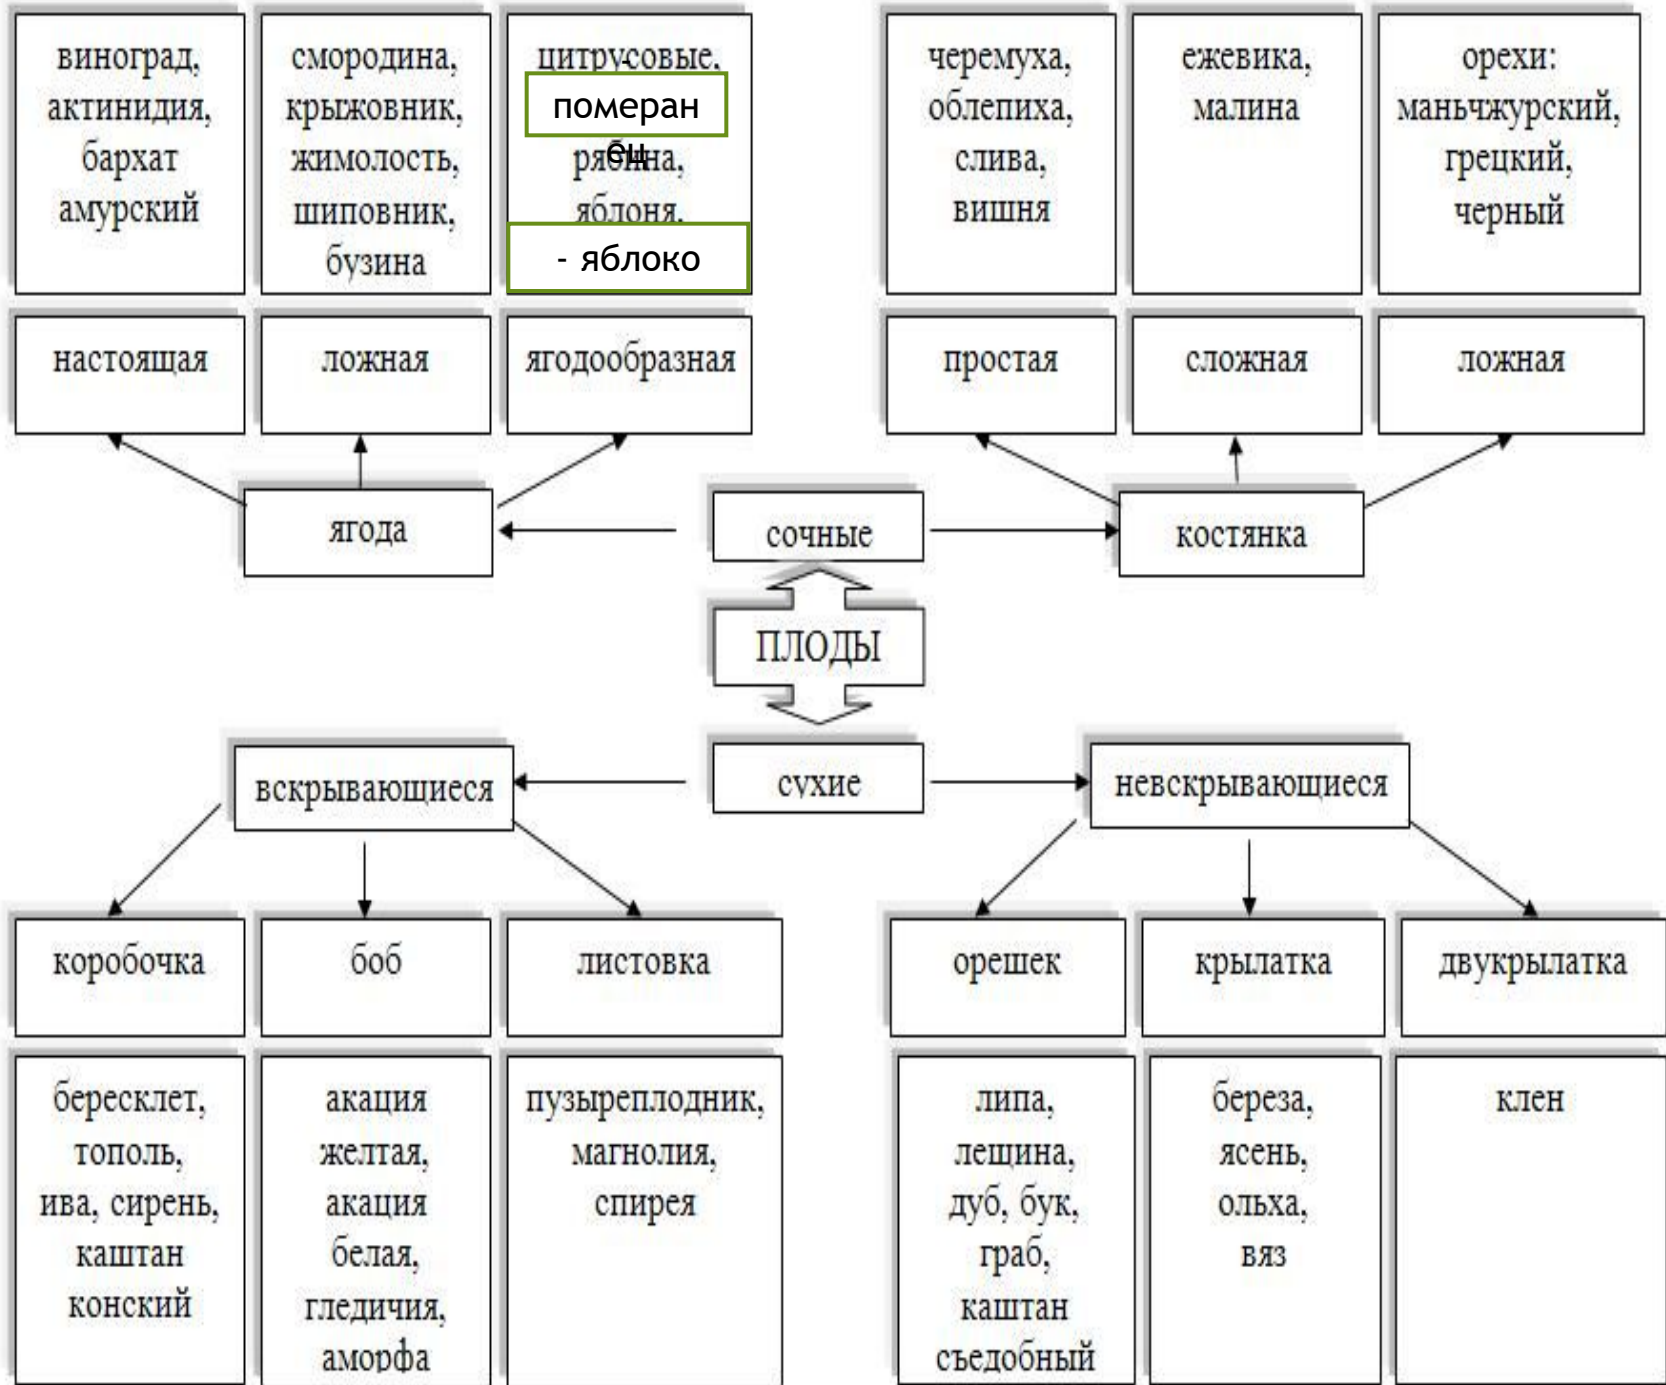 виноград,
актинидия,
бархат
амурский
смородина,
крыжовник,
жимолость,
шиповник,
бузина
цитрусовые,
померан
ец
рябина,
яблоня,
- яблоко
черемуха,
облепиха,
слива,
вишня
ежевика,
малина
орехи:
маньчжурский,
грецкий,
черный
настоящая
ложная
ягодообразная
простая
сложная
ложная
ягода
сочные
костянка
ПЛОДЫ
вскрывающиеся
сухие
невскрывающиеся
коробочка
боб
листовка
орешек
крылатка
двукрылатка
бересклет,
тополь,
ива, сирень,
каштан
конский
акация
желтая,
акация
белая,
гледичия,
аморфа
пузыреплодник,
магнолия,
спирея
липа,
лещина,
дуб, бук,
граб,
каштан
съедобный
береза,
ясень,
ольха,
вяз
клен